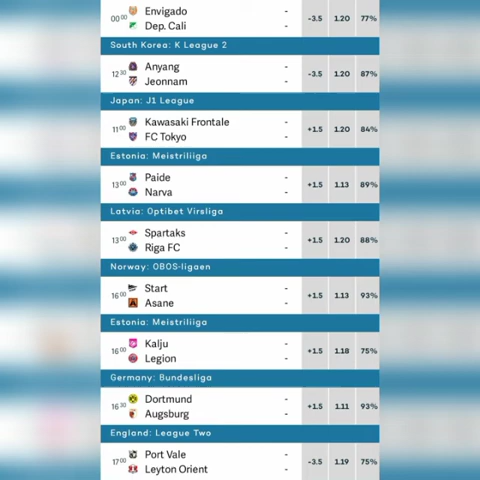 00:00 Envigado - -3.5 1.20 77%
Dep. Cali -
South Korea: K League 2
12:30 Anyang - -3.5 1.20 87%
Jeonnam -
Japan: J1 League
11:00 Kawasaki Frontale - +1.5 1.20 84%
FC Tokyo -
Estonia: Meistriliiga
13:00 Paide - +1.5 1.13 89%
Narva -
Latvia: Optibet Virsliga
13:00 Spartaks - +1.5 1.20 88%
Riga FC -
Norway: OBOS-ligaen
16:00 Start - +1.5 1.13 93%
Asane -
Estonia: Meistriliiga
16:00 Kalju - +1.5 1.18 75%
Legion -
Germany: Bundesliga
16:30 Dortmund - +1.5 1.11 93%
Augsburg -
England: League Two
17:00 Port Vale - -3.5 1.19 75%
Leyton Orient -